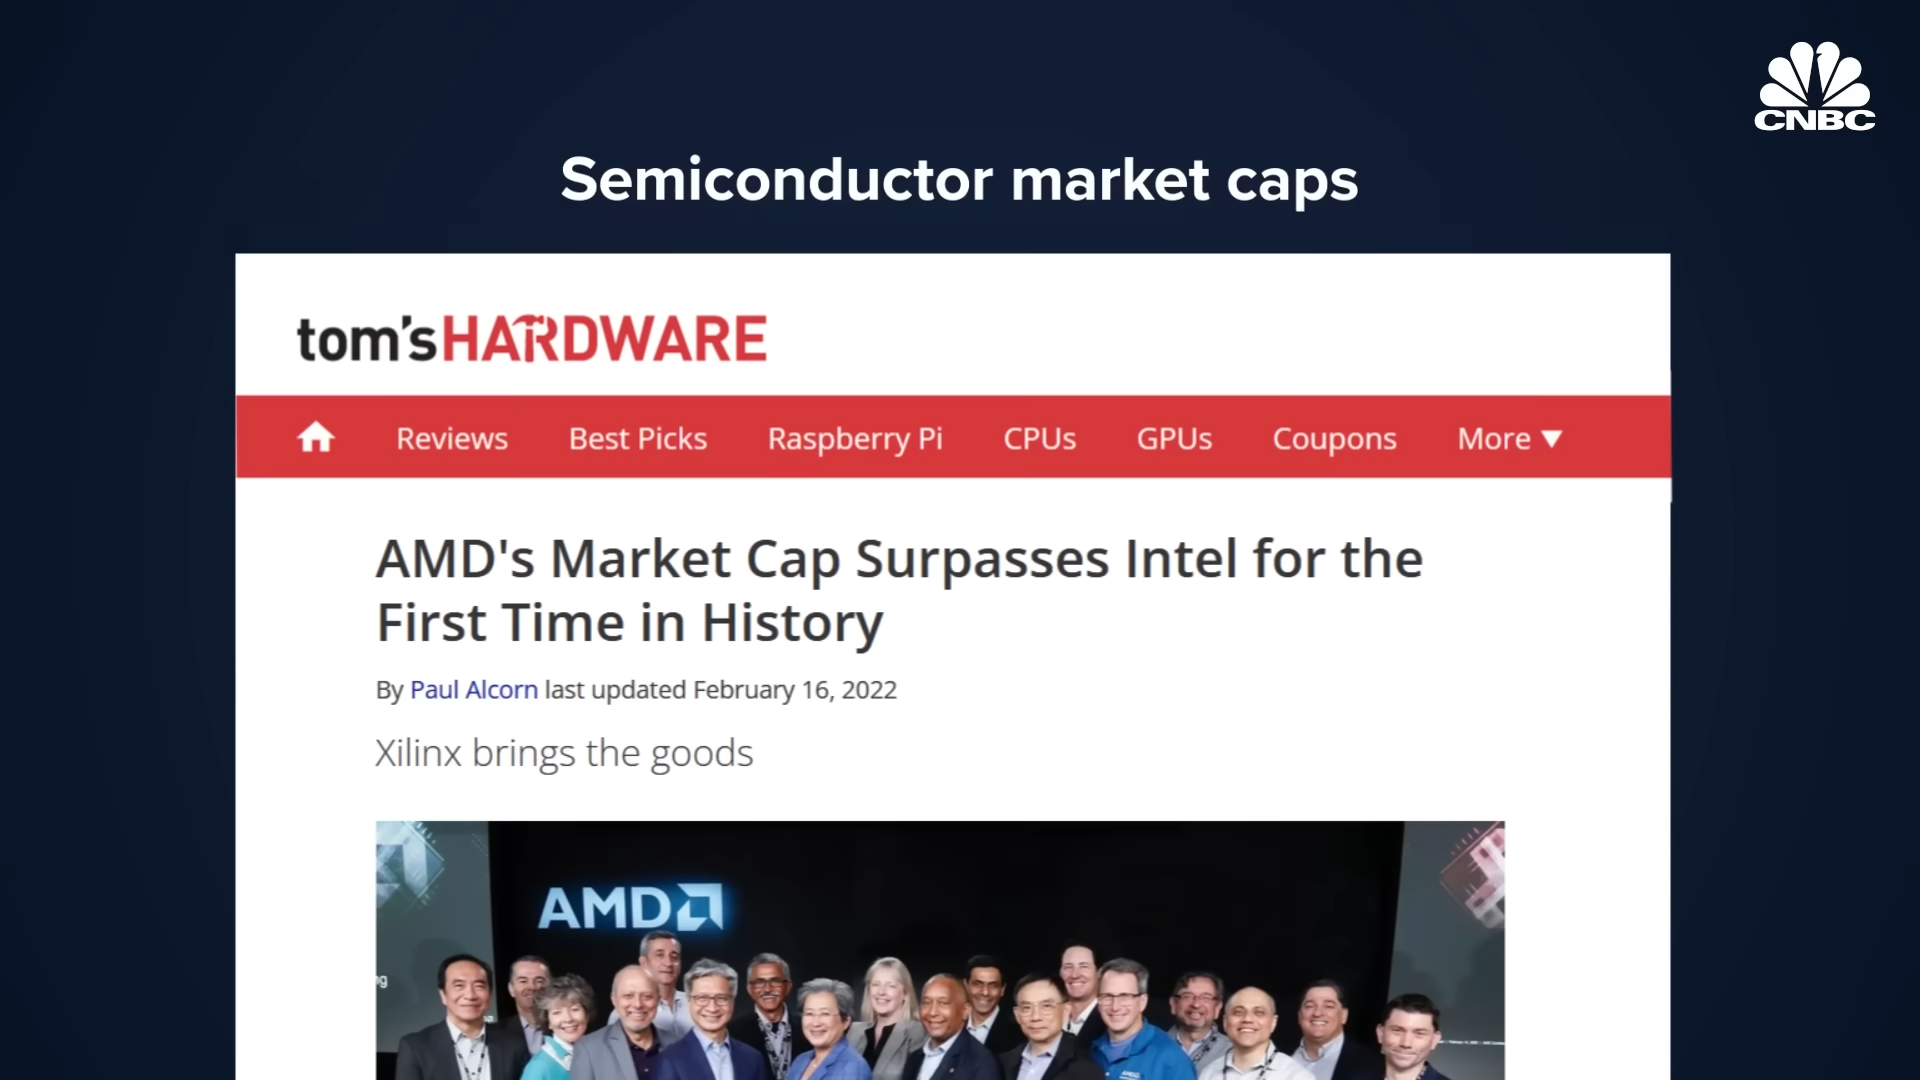 CNBC
Semiconductor market caps
tom's HARDWARE
Reviews Best Picks Raspberry Pi CPUs GPUs Coupons More
AMD's Market Cap Surpasses Intel for the
First Time in History
By Paul Alcorn last updated February 16, 2022
Xilinx brings the goods
AMD
AMD